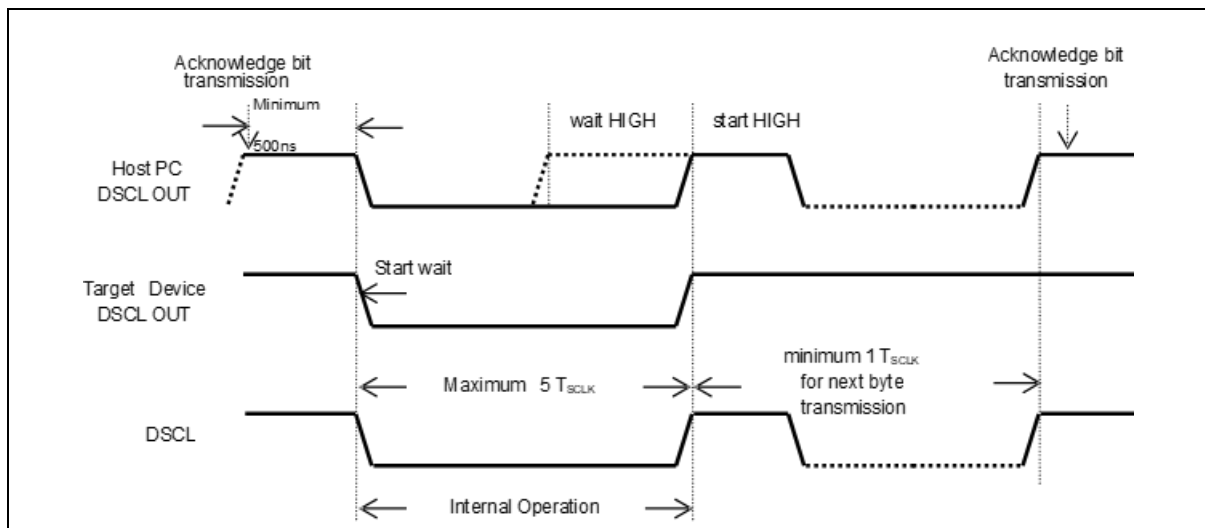 Acknowledge bit
transmission
Acknowledge bit
transmission
Minimum
500ns
wait HIGH
start HIGH
Host PC
DSCL OUT
Start wait
Target Device
DSCL OUT
Maximum 5 TSCLK
minimum 1 TSCLK
for next byte
transmission
DSCL
Internal Operation